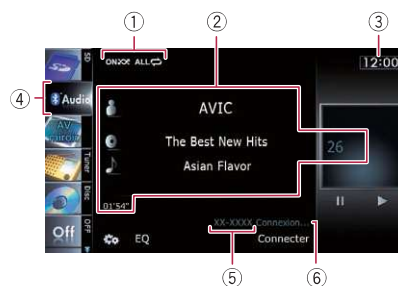 ① ② ③
ON ALL 12:00
SD
④ Audio
AVIC
AV
The Best New Hits
26
Tuner
Asian Flavor
Disc
01'54"
XX-XXXX Connexion...
Off OFF
EQ Connecter
⑤ ⑥